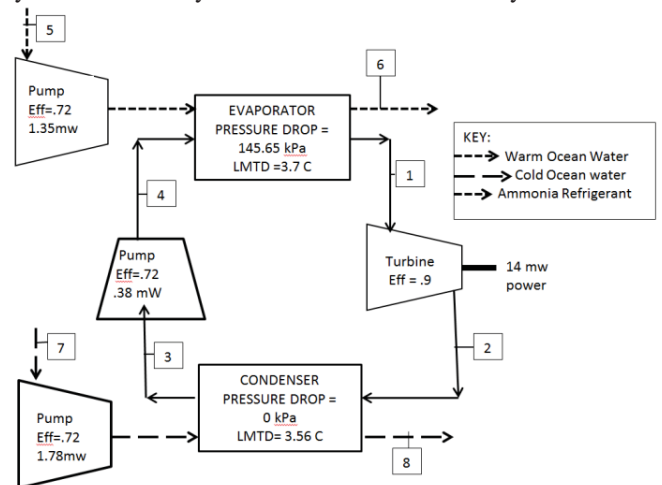 5
Pump
Eff=.72
1.35mw
EVAPORATOR
PRESSURE DROP =
145.65 kPa
LMTD =3.7 C
6
KEY:
Warm Ocean Water
Cold Ocean water
Ammonia Refrigerant
1
4
Pump
Eff=.72
.38 mW
Turbine
Eff = .9
14 mw
power
7
3
2
CONDENSER
PRESSURE DROP =
0 kPa
LMTD= 3.56 C
Pump
Eff=.72
1.78mw
8